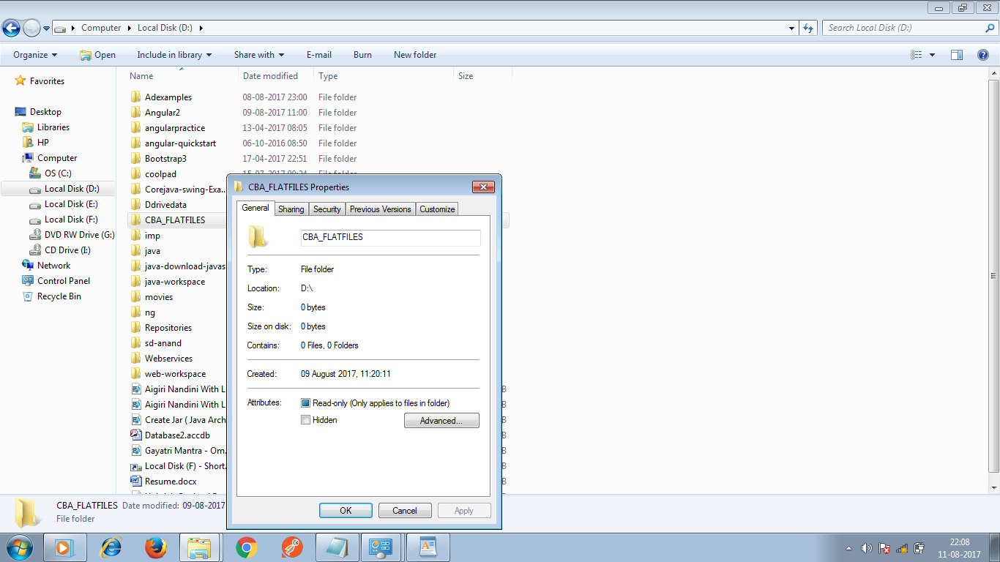 Computer Local Disk (D:)
Search Local Disk (D:)
Organize Open Include in library Share with E-mail Burn New folder
Favorites
Desktop
Libraries
HP
Computer
OS (C:)
Local Disk (D:)
Local Disk (E:)
Local Disk (F:)
DVD RW Drive (G:)
CD Drive (I:)
Network
Control Panel
Recycle Bin
Name Date modified Type Size
Adexamples 08-08-2017 23:00 File folder
Angular2 09-08-2017 11:00 File folder
angularpractice 13-04-2017 08:05 File folder
angular-quickstart 06-10-2016 08:50 File folder
Bootstrap3 17-04-2017 22:51 File folder
coolpad
Corejava-swing-Exa...
Ddrivedata
CBA_FLATFILES
imp
java
java-download-javas
java-workspace
movies
ng
Repositories
sd-anand
Webservices
web-workspace
Aigiri Nandini With L
Aigiri Nandini With L
Create Jar ( Java Arch
Database2.accdb
Gayatri Mantra - Om.
Local Disk (F) - Short.
Resume.docx
CBA_FLATFILES Properties
General Sharing Security Previous Versions Customize
CBA_FLATFILES
Type: File folder
Location: D:\
Size: 0 bytes
Size on disk: 0 bytes
Contains: 0 Files, 0 Folders
Created: 09 August 2017, 11:20:11
Attributes: Read-only (Only applies to files in folder)
Hidden Advanced...
OK Cancel Apply
CBA_FLATFILES Date modified: 09-08-2017
File folder
22:08
11-08-2017